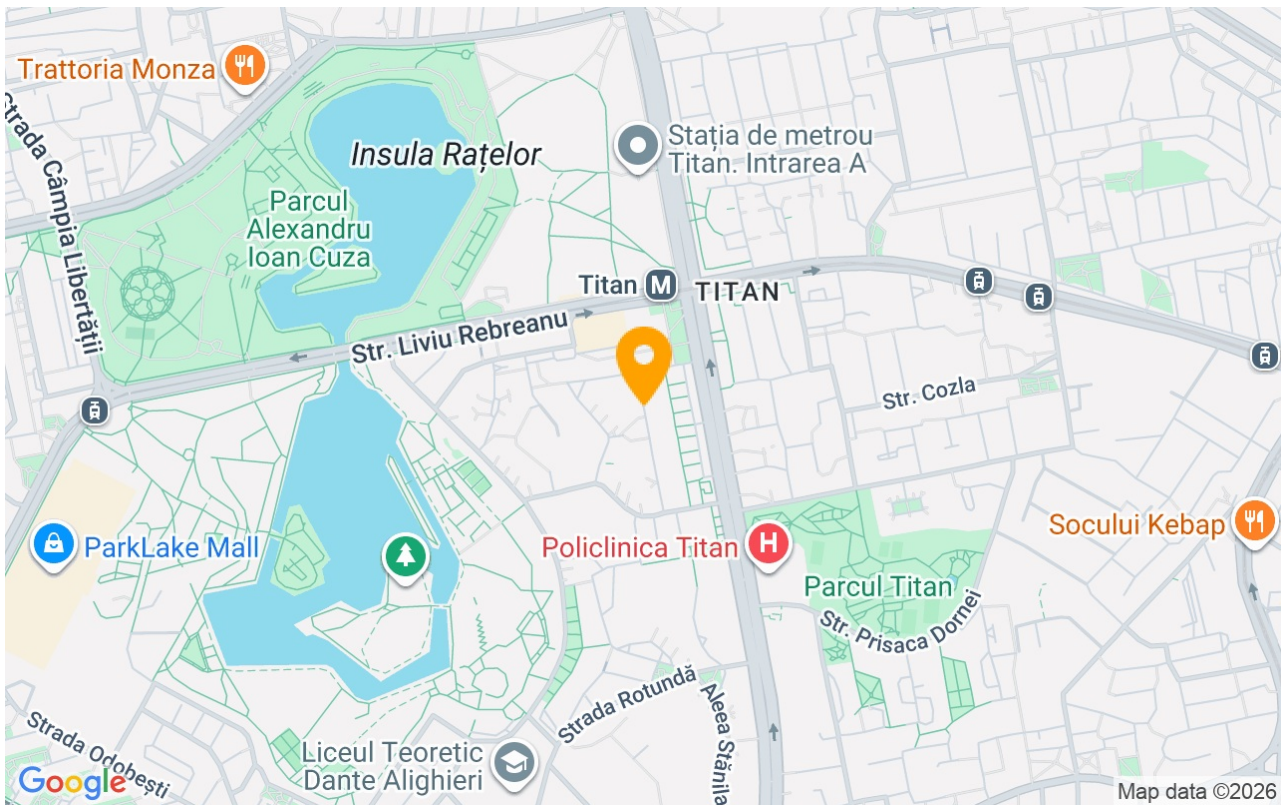 Trattoria Monza
Strada Câmpia Libertății
Insula Rațelor
Stația de metrou
Titan. Intrarea A
Parcul
Alexandru
Ioan Cuza
Titan
M
TITAN
Str. Liviu Rebreanu
Str. Cozla
ParkLake Mall
Policlinica Titan
H
Socului Kebap
Parcul Titan
Str. Prisaca Dornei
Strada Rotundă
Aleea Stănila
Strada Odobești
Liceul Teoretic
Dante Alighieri
Google
Map data ©2026